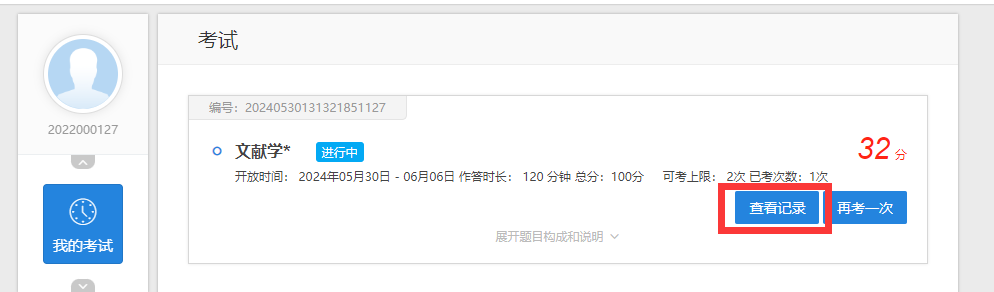 考试
2022000127
我的考试
编号：20240530131321851127
文献学* 进行中
32 分
开放时间： 2024年05月30日 - 06月06日 作答时长： 120 分钟 总分：100分 可考上限： 2次 已考次数：1次
查看记录 再考一次
展开题目构成和说明